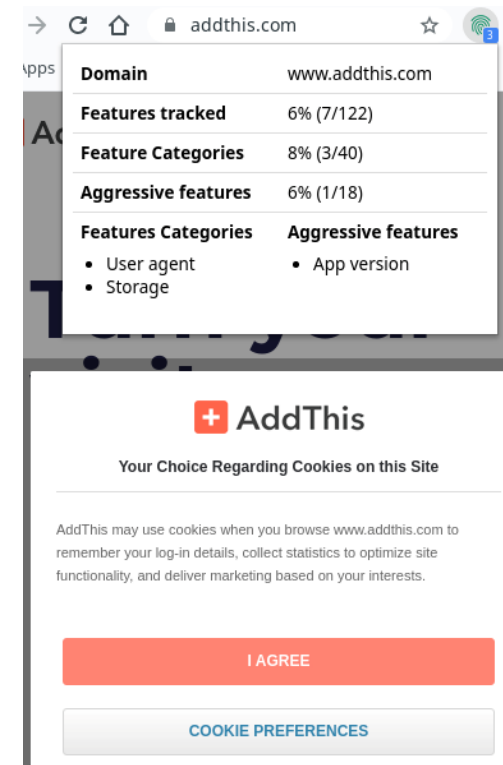 addthis.com
3
Apps
Domain www.addthis.com
Features tracked 6% (7/122)
Feature Categories 8% (3/40)
Aggressive features 6% (1/18)
Features Categories Aggressive features
• User agent • App version
• Storage
Turn your
AddThis
Your Choice Regarding Cookies on this Site
AddThis may use cookies when you browse www.addthis.com to
remember your log-in details, collect statistics to optimize site
functionality, and deliver marketing based on your interests.
I AGREE
COOKIE PREFERENCES